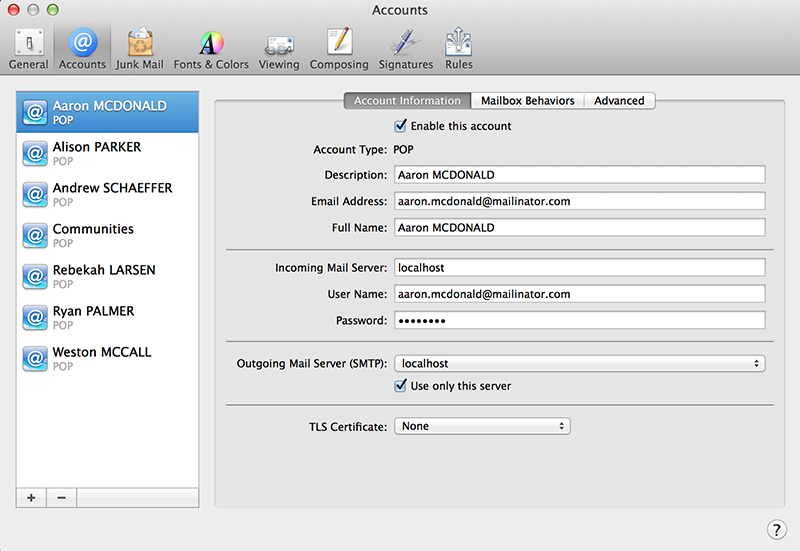 Accounts
General Accounts Junk Mail Fonts & Colors Viewing Composing Signatures Rules
Aaron MCDONALD
POP
Alison PARKER
POP
Andrew SCHAEFFER
POP
Communities
POP
Rebekah LARSEN
POP
Ryan PALMER
POP
Weston MCCALL
POP
Account Information Mailbox Behaviors Advanced
Enable this account
Account Type: POP
Description: Aaron MCDONALD
Email Address: aaron.mcdonald@mailinator.com
Full Name: Aaron MCDONALD
Incoming Mail Server: localhost
User Name: aaron.mcdonald@mailinator.com
Password: ••••••••
Outgoing Mail Server (SMTP): localhost
Use only this server
TLS Certificate: None
+ −
?